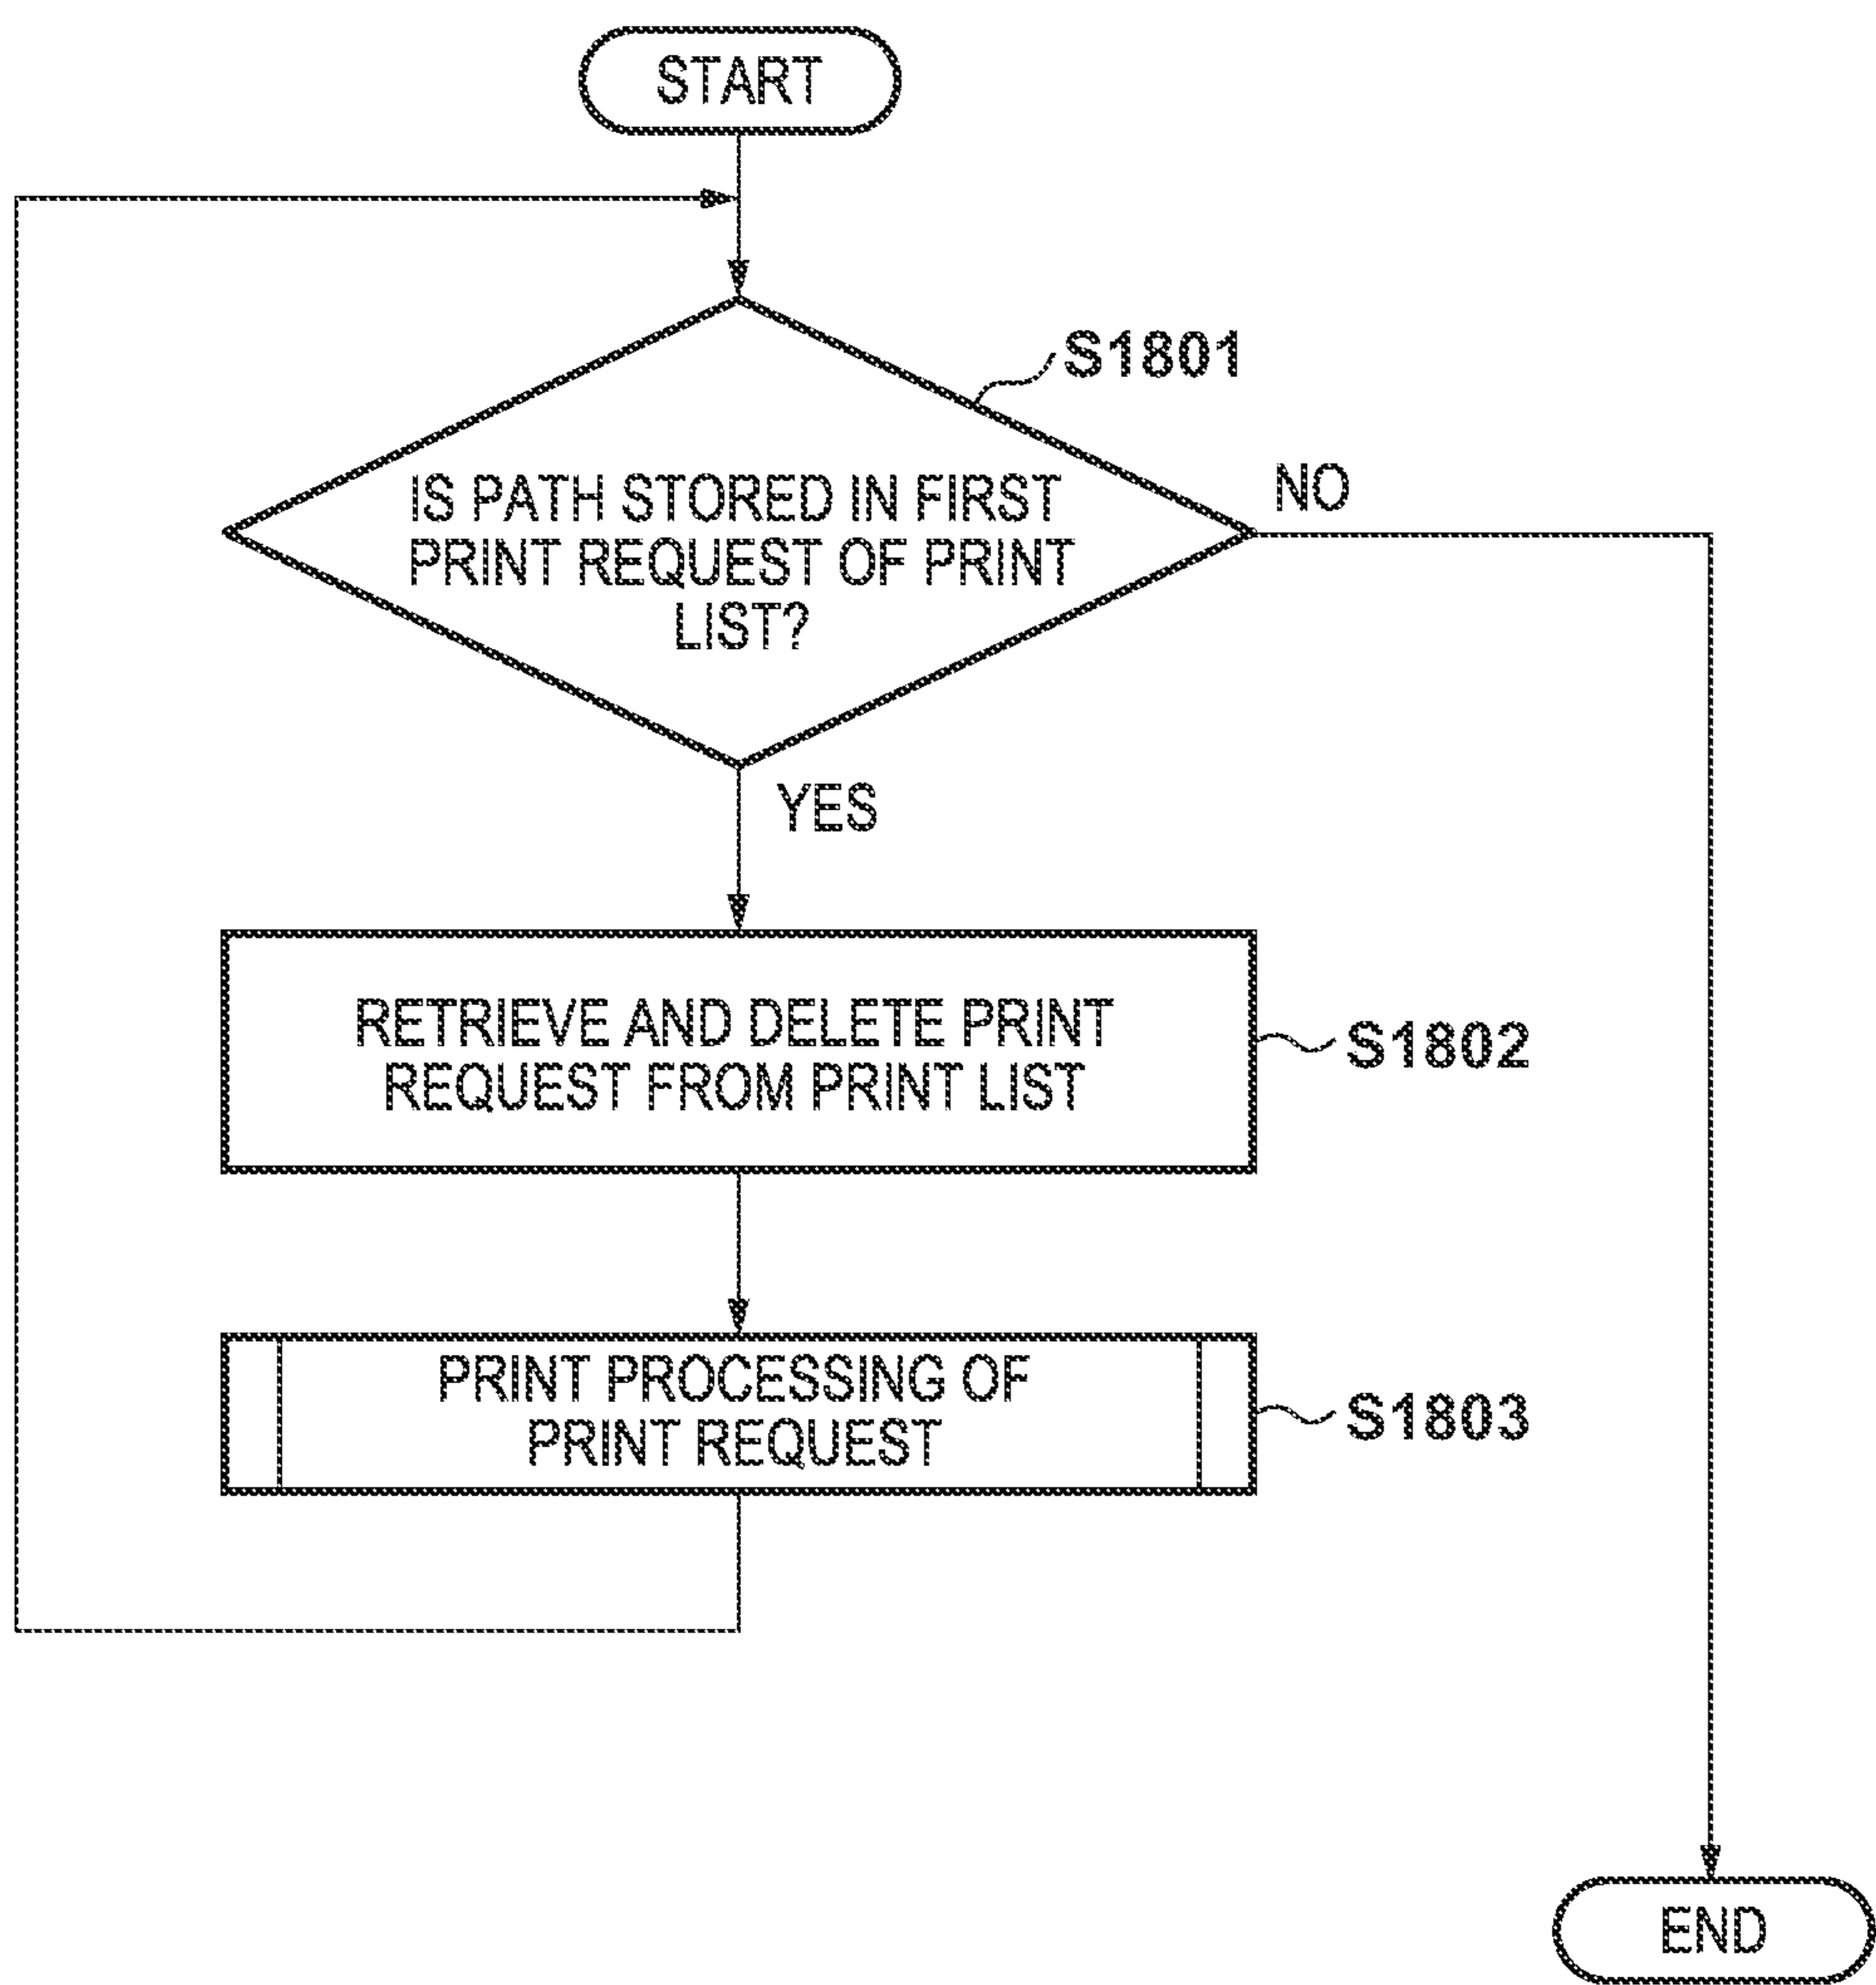 START
S1801
IS PATH STORED IN FIRST
PRINT REQUEST OF PRINT
LIST?
NO
YES
RETRIEVE AND DELETE PRINT
REQUEST FROM PRINT LIST
S1802
PRINT PROCESSING OF
PRINT REQUEST
S1803
END